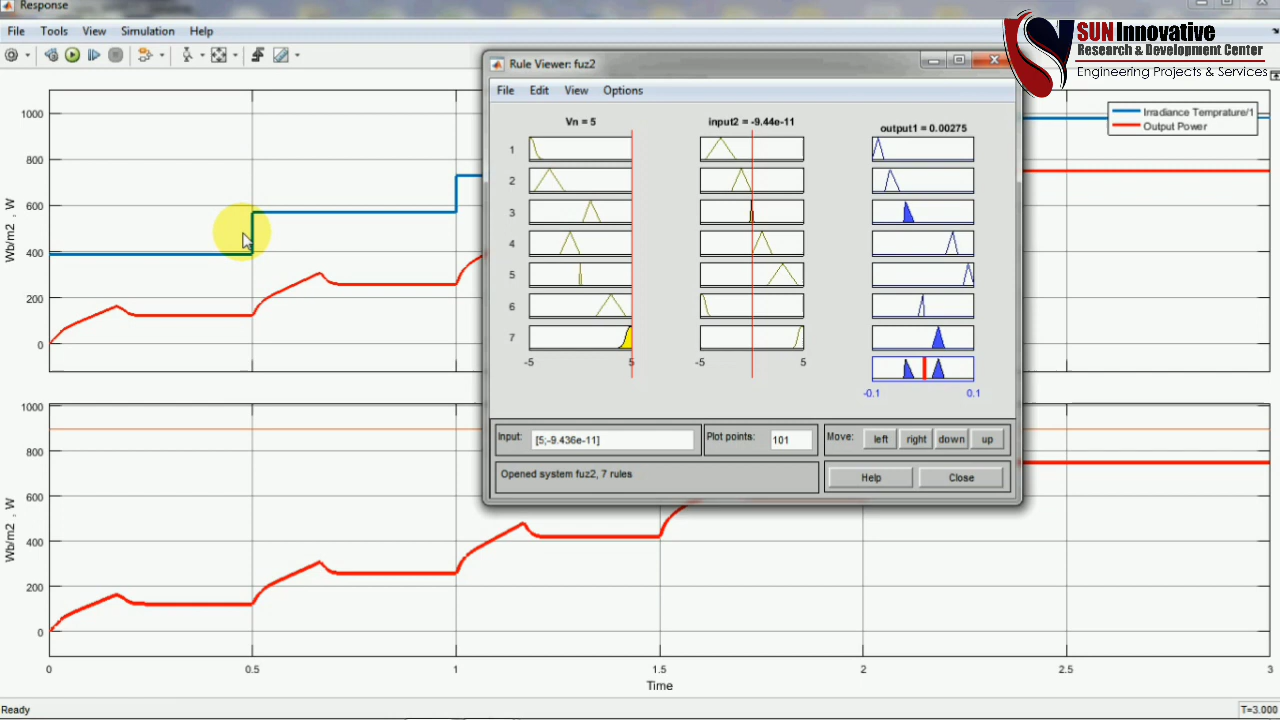 Response
File Tools View Simulation Help
SUN Innovative
Research & Development Center
Engineering Projects & Services
Rule Viewer: fuz2
File Edit View Options
Irradiance Temprature/1
Output Power
Vn = 5
input2 = -9.44e-11
output1 = 0.00275
1
2
3
4
5
6
7
-5
5
-5
5
-0.1
0.1
Input:
[5;-9.436e-11]
Plot points:
101
Move:
left
right
down
up
Opened system fuz2, 7 rules
Help
Close
1000
800
600
400
200
0
Wb/m2 , W
1000
800
600
400
200
0
Wb/m2 , W
0
0.5
1
1.5
2
2.5
3
Time
Ready
T=3.000